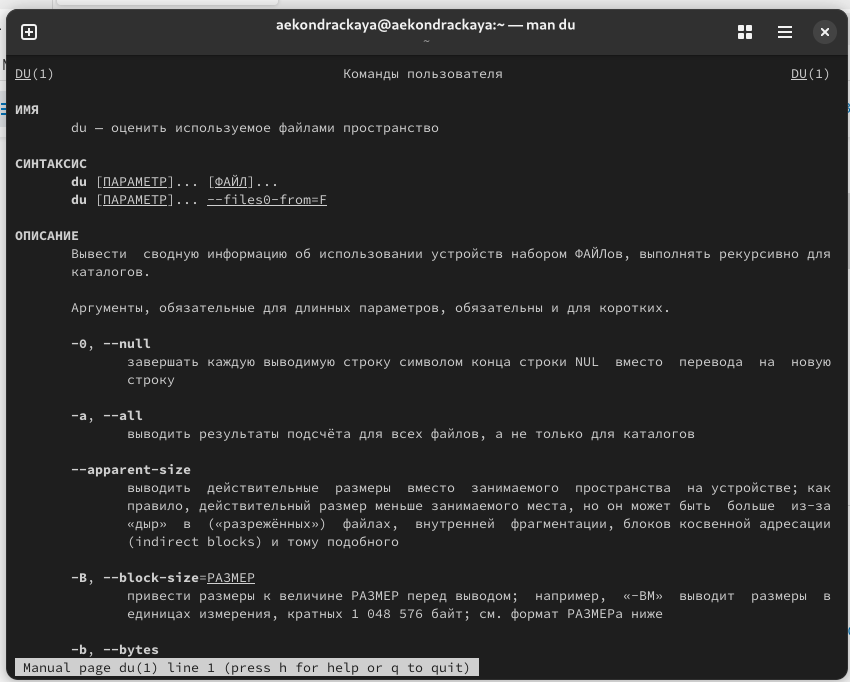 aekondrackaya@aekondrackaya:~ — man du
~
DU(1) Команды пользователя DU(1)
ИМЯ
du — оценить используемое файлами пространство
СИНТАКСИС
du [ПАРАМЕТР]... [ФАЙЛ]...
du [ПАРАМЕТР]... --files0-from=F
ОПИСАНИЕ
Вывести сводную информацию об использовании устройств набором ФАЙЛов, выполнять рекурсивно для
каталогов.
Аргументы, обязательные для длинных параметров, обязательны и для коротких.
-0, --null
завершать каждую выводимую строку символом конца строки NUL вместо перевода на новую
строку
-a, --all
выводить результаты подсчёта для всех файлов, а не только для каталогов
--apparent-size
выводить действительные размеры вместо занимаемого пространства на устройстве; как
правило, действительный размер меньше занимаемого места, но он может быть больше из-за
«дыр» в («разрежённых») файлах, внутренней фрагментации, блоков косвенной адресации
(indirect blocks) и тому подобного
-B, --block-size=РАЗМЕР
привести размеры к величине РАЗМЕР перед выводом; например, «-BM» выводит размеры в
единицах измерения, кратных 1 048 576 байт; см. формат РАЗМЕРа ниже
-b, --bytes
Manual page du(1) line 1 (press h for help or q to quit)